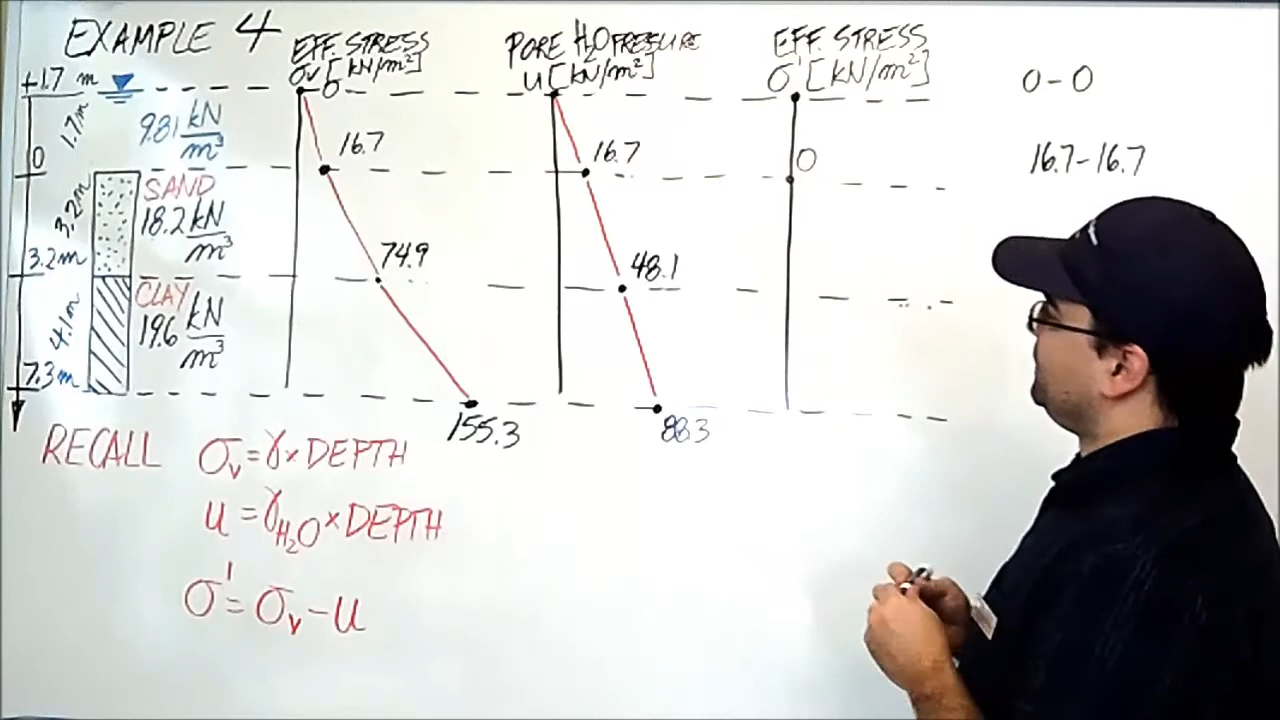 EXAMPLE 4
EFF. STRESS
σv [kN/m²]
0
PORE H₂O PRESSURE
u [kN/m²]
EFF. STRESS
σ' [kN/m²]
0-0
+1.7 m
1.7m
9.81 kN/m³
0
16.7
16.7
0
16.7-16.7
SAND
3.2m
18.2 kN/m³
3.2m
74.9
48.1
CLAY
4.1m
19.6 kN/m³
7.3m
155.3
88.3
RECALL
σv = γ × DEPTH
u = γH₂O × DEPTH
σ' = σv - u